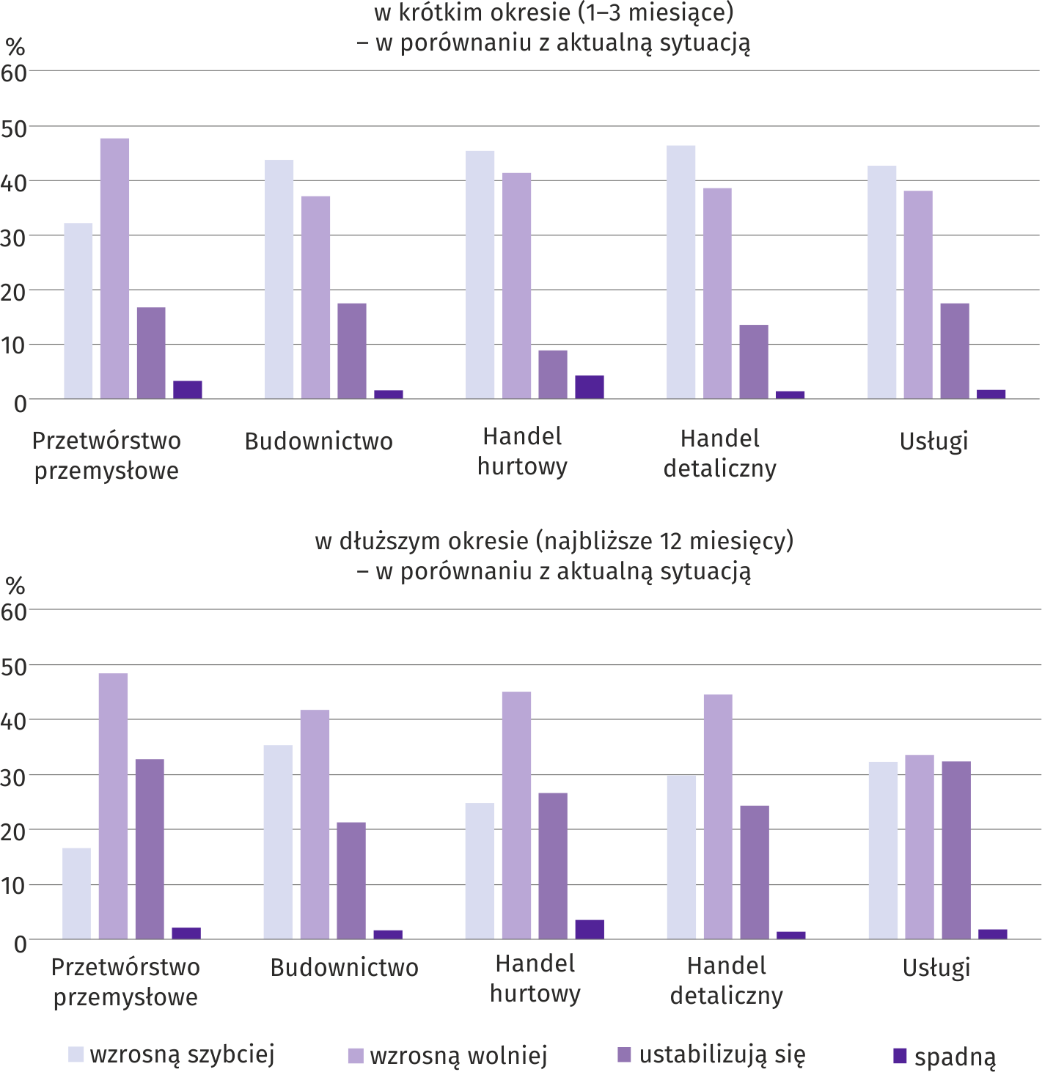 w krótkim okresie (1–3 miesiące)
– w porównaniu z aktualną sytuacją
%
60
50
40
30
20
10
0
Przetwórstwo
przemysłowe
Budownictwo
Handel
hurtowy
Handel
detaliczny
Usługi
w dłuższym okresie (najbliższe 12 miesięcy)
– w porównaniu z aktualną sytuacją
%
60
50
40
30
20
10
0
Przetwórstwo
przemysłowe
Budownictwo
Handel
hurtowy
Handel
detaliczny
Usługi
wzrosną szybciej
wzrosną wolniej
ustabilizują się
spadną